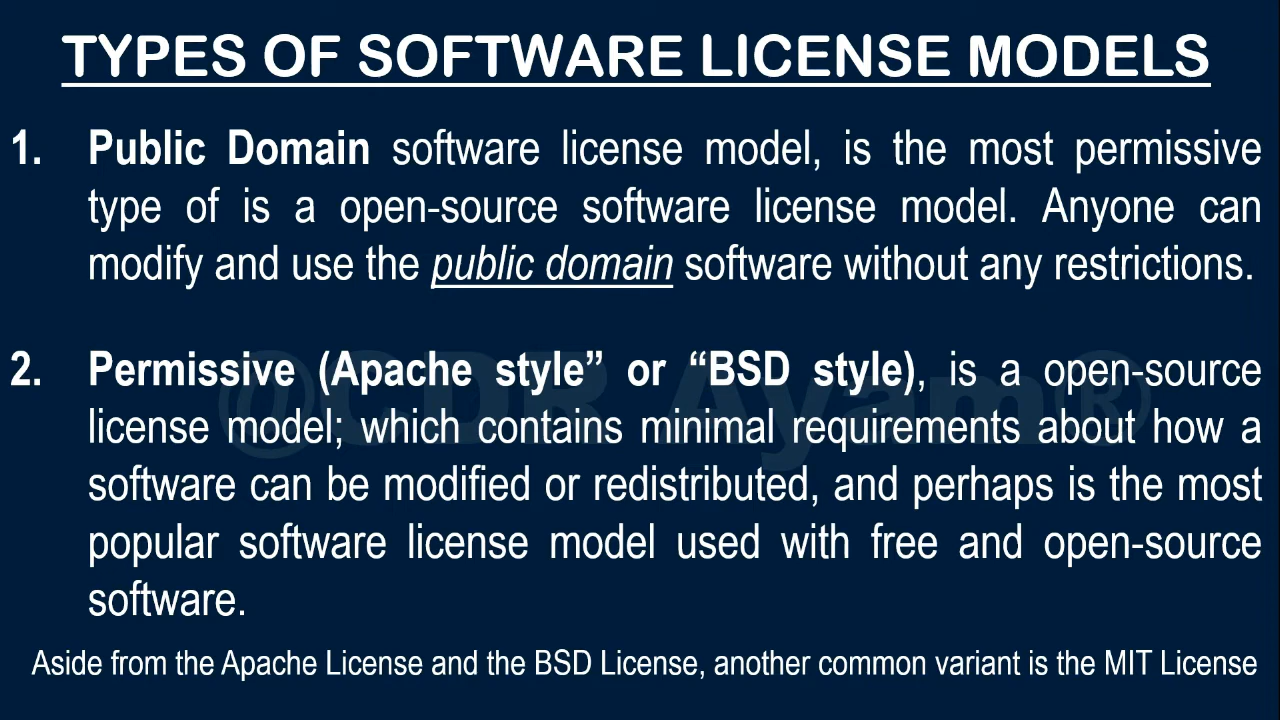 TYPES OF SOFTWARE LICENSE MODELS
1. Public Domain software license model, is the most permissive
type of is a open-source software license model. Anyone can
modify and use the public domain software without any restrictions.
@CDR Ayam®
2. Permissive (Apache style” or “BSD style), is a open-source
license model; which contains minimal requirements about how a
software can be modified or redistributed, and perhaps is the most
popular software license model used with free and open-source
software.
Aside from the Apache License and the BSD License, another common variant is the MIT License